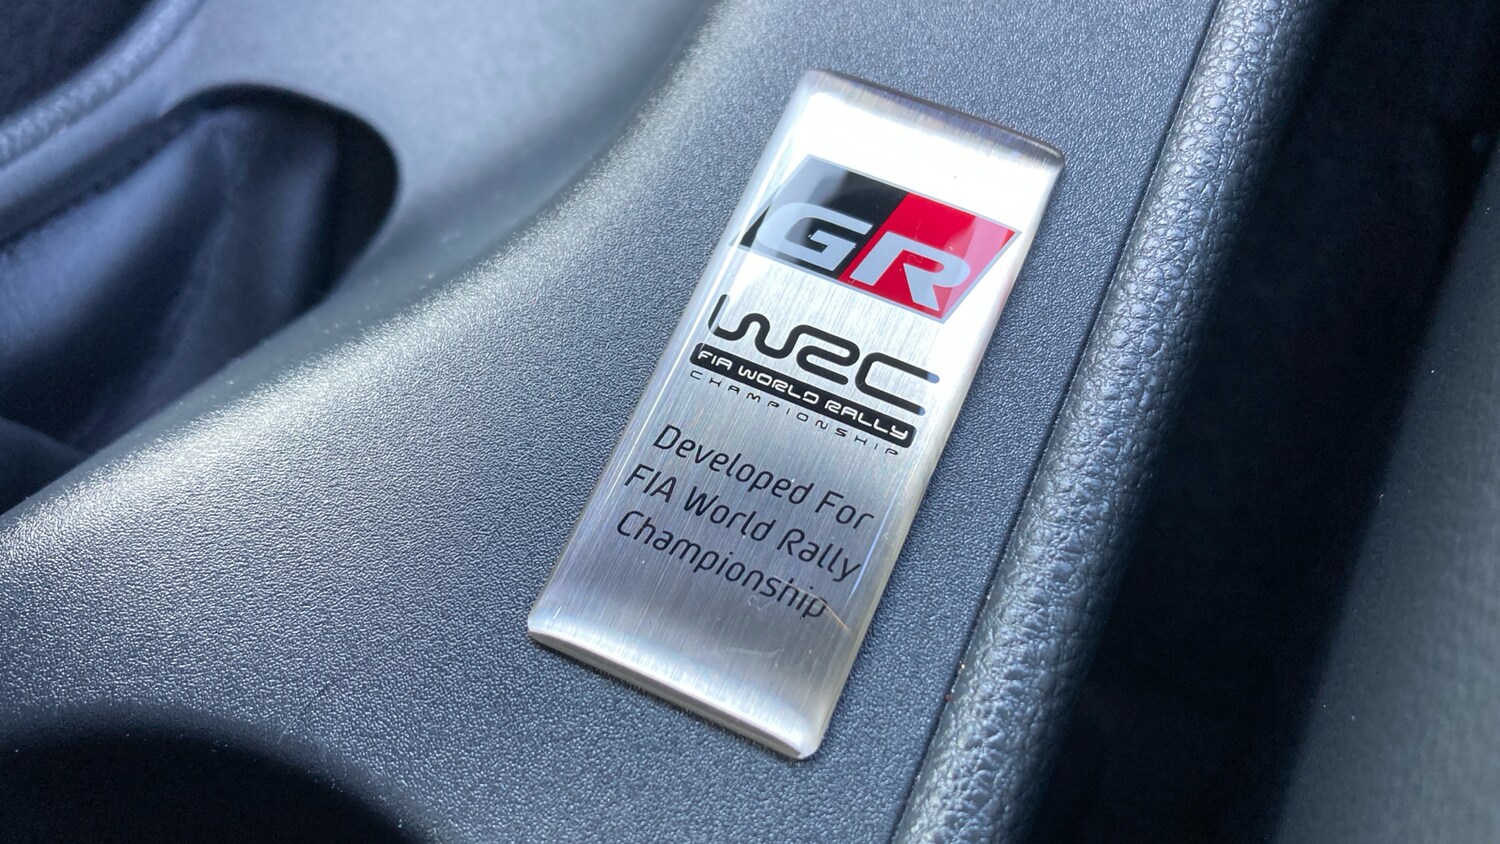 GR
WRC
FIA WORLD RALLY
CHAMPIONSHIP
Developed For
FIA World Rally
Championship